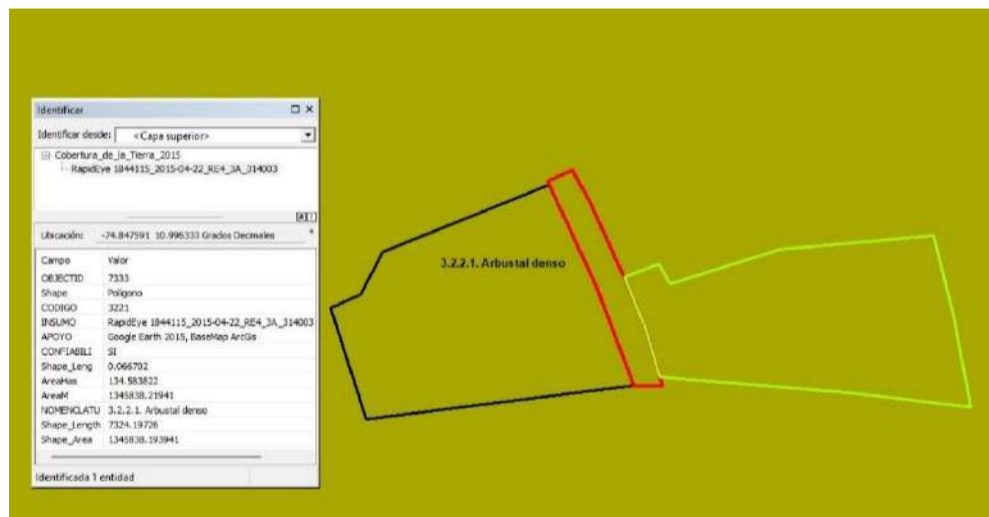 Identificar
Identificar desde: <Capa superior>
Cobertura_de_la_Tierra_2015
RapidEye 1844115_2015-04-22_RE4_3A_314003
Ubicación: -74.847591 10.996333 Grados Decimales
Campo Valor
OBJECTID 7333
Shape Polígono
CODIGO 3221
INSUMO RapidEye 1844115_2015-04-22_RE4_3A_314003
APOYO Google Earth 2015, BaseMap ArcGis
CONFIABILI SI
Shape_Leng 0.066702
AreaHas 134.583822
AreaM 1345838.21941
NOMENCLATU 3.2.2.1. Arbustal denso
Shape_Length 7324.19726
Shape_Area 1345838.193941
Identificada 1 entidad
3.2.2.1. Arbustal denso